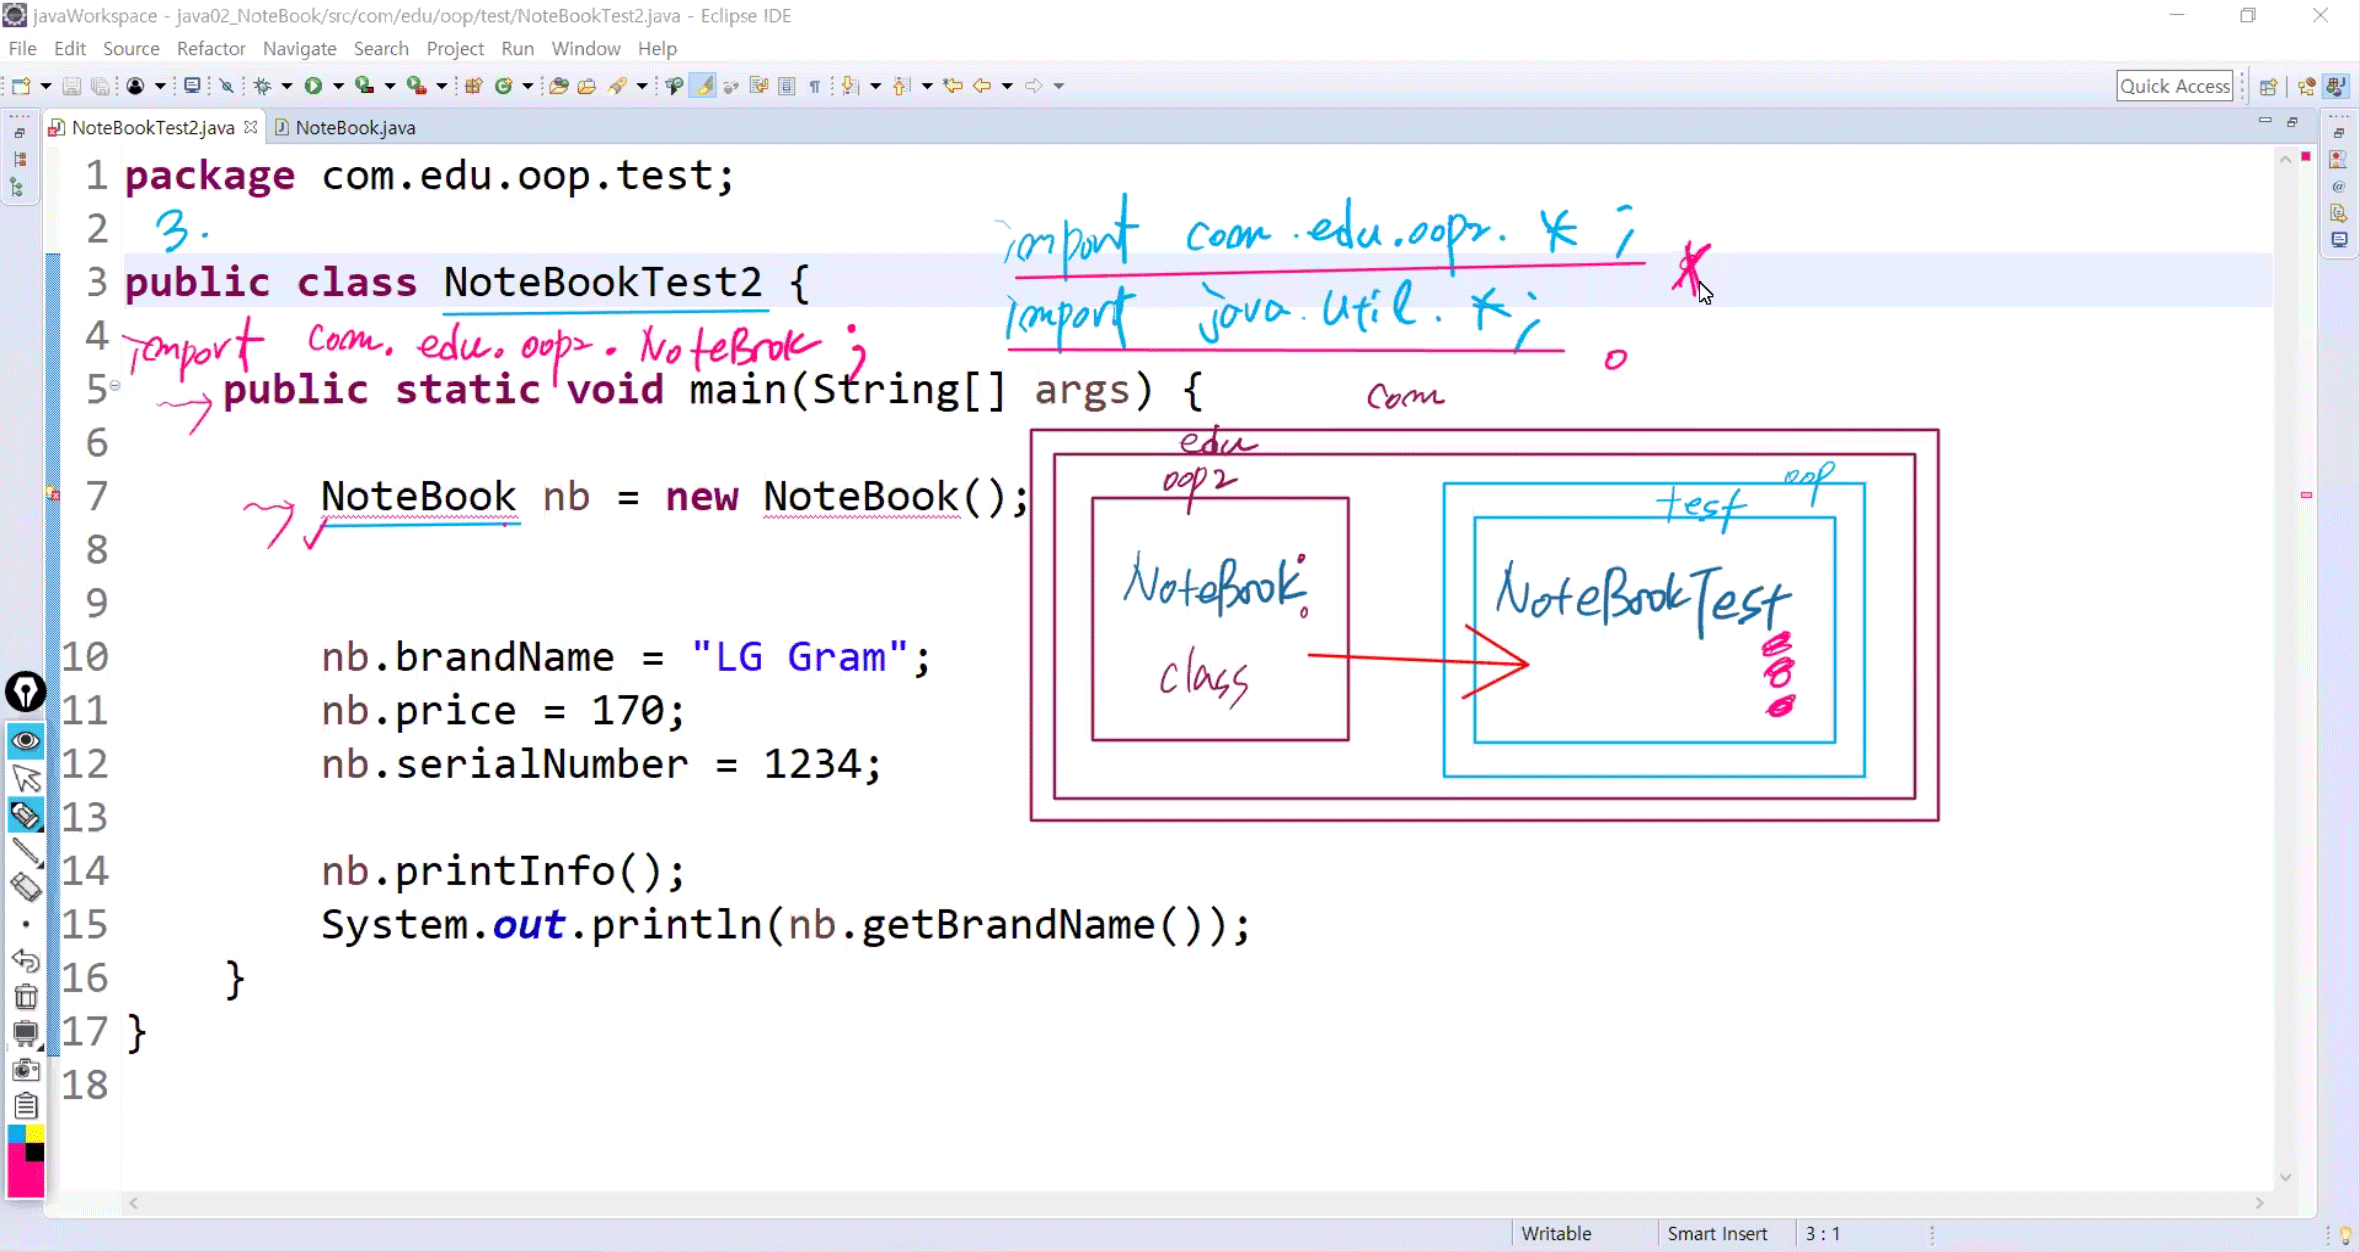 javaWorkspace - java02_NoteBook/src/com/edu/oop/test/NoteBookTest2.java - Eclipse IDE
File Edit Source Refactor Navigate Search Project Run Window Help
Quick Access
NoteBookTest2.java NoteBook.java
1 package com.edu.oop.test;
2 3.
import com.edu.oop2.*;
3 public class NoteBookTest2 {
import java.util.*;
4 import com.edu.oop2.NoteBook;
5 public static void main(String[] args) {
com
6
edu
oop2
oop
test
7 NoteBook nb = new NoteBook();
8
NoteBook
NoteBookTest
9
10 nb.brandName = "LG Gram";
class
11 nb.price = 170;
12 nb.serialNumber = 1234;
13
14 nb.printInfo();
15 System.out.println(nb.getBrandName());
16 }
17 }
18
Writable Smart Insert 3 : 1